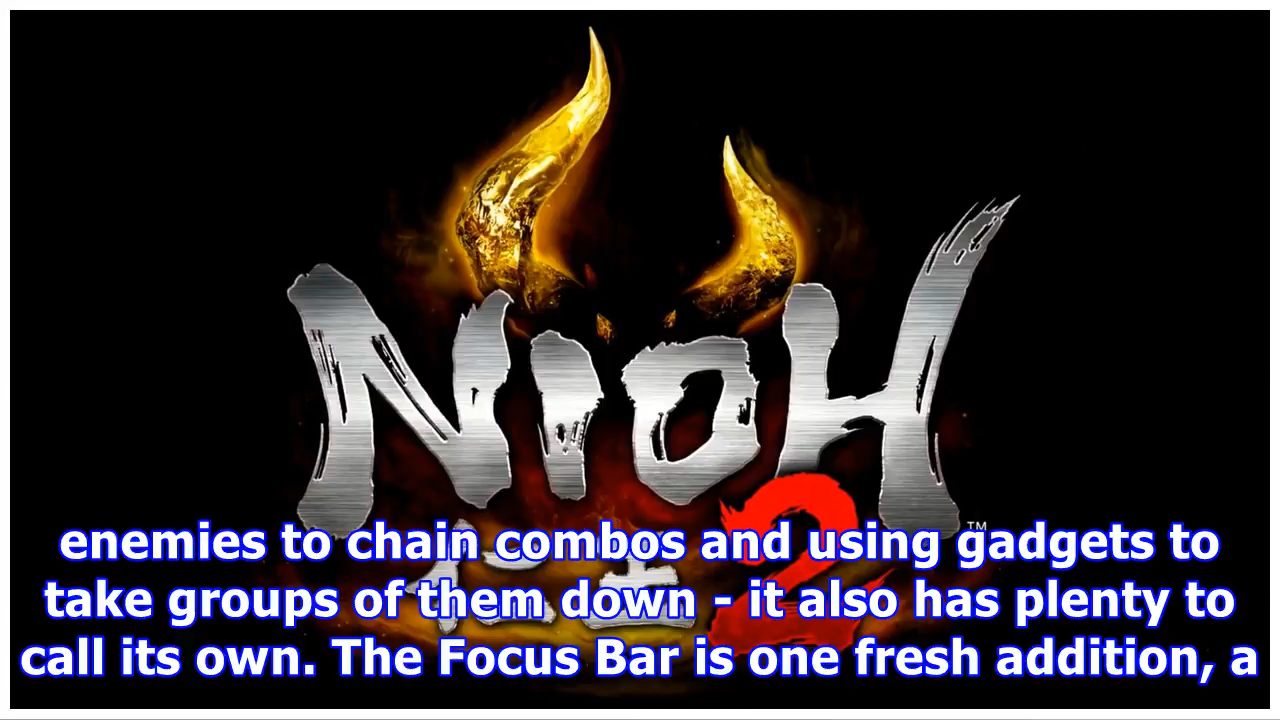 NIOH
2
™
enemies to chain combos and using gadgets to
take groups of them down - it also has plenty to
call its own. The Focus Bar is one fresh addition, a